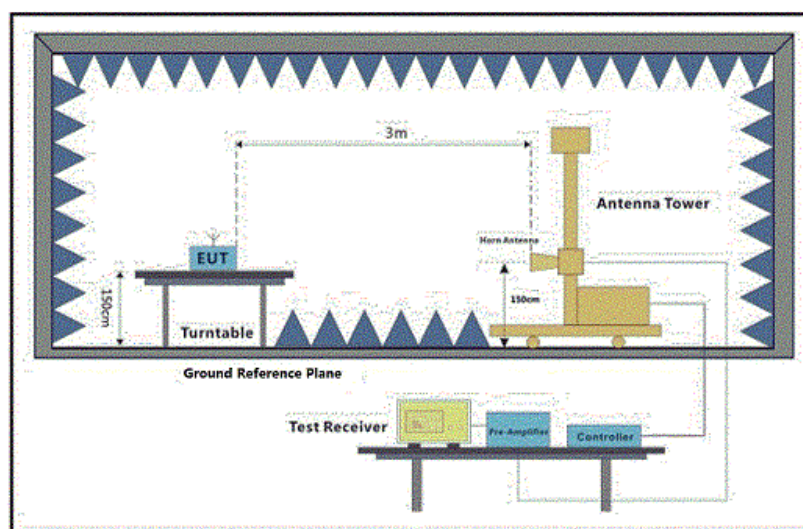 3m
Antenna Tower
Horn Antenna
EUT
150cm
150cm
Turntable
Ground Reference Plane
Test Receiver
Pre-Amplifier
Controller